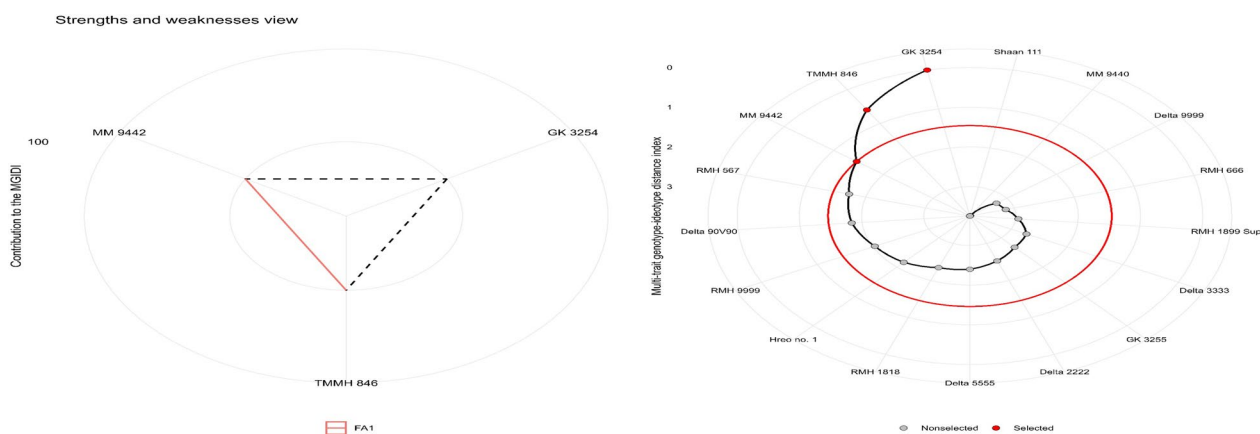 Strengths and weaknesses view
MM 9442
100
GK 3254
Contribution to the MGIDI
TMMH 846
FA1
GK 3254
Shaan 111
0
TMMH 846
MM 9440
1
MM 9442
Delta 9999
2
RMH 567
RMH 666
3
Multi-trait genotype-ideotype distance index
Delta 90V90
RMH 1899 Sup
RMH 9999
Delta 3333
Hreo no. 1
GK 3255
RMH 1818
Delta 2222
Delta 5555
Nonselected
Selected